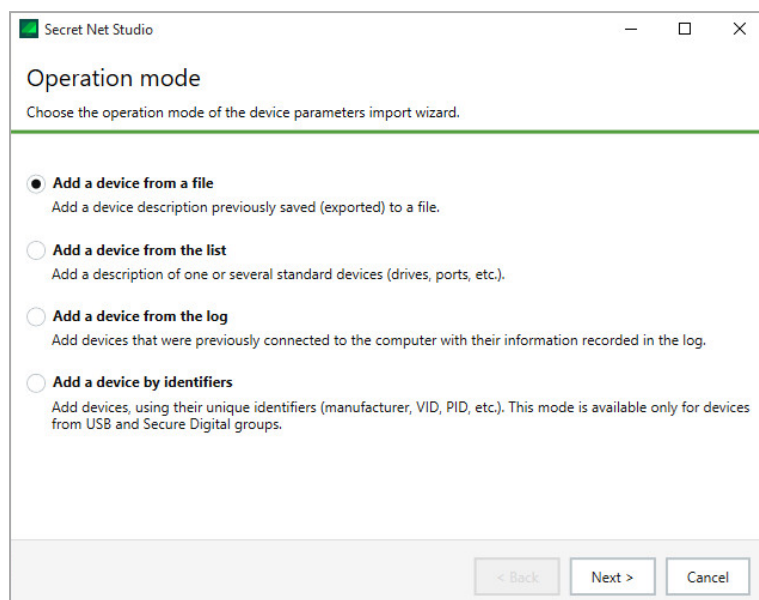 Secret Net Studio
Operation mode
Choose the operation mode of the device parameters import wizard.
Add a device from a file
Add a device description previously saved (exported) to a file.
Add a device from the list
Add a description of one or several standard devices (drives, ports, etc.).
Add a device from the log
Add devices that were previously connected to the computer with their information recorded in the log.
Add a device by identifiers
Add devices, using their unique identifiers (manufacturer, VID, PID, etc.). This mode is available only for devices
from USB and Secure Digital groups.
< Back Next > Cancel